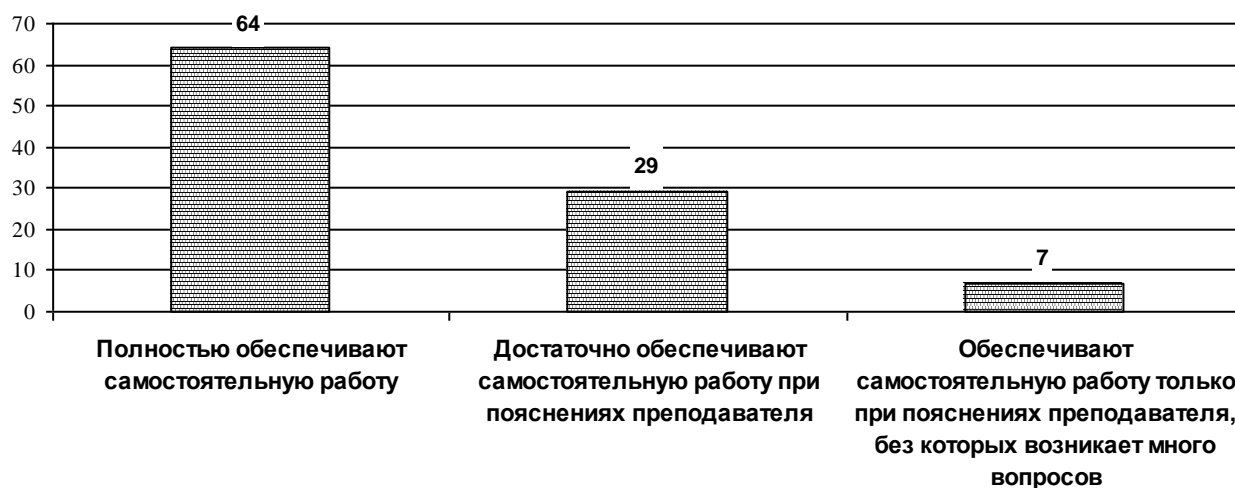 70
64
60
50
40
29
30
20
7
10
0
Полностью обеспечивают
самостоятельную работу
Достаточно обеспечивают
самостоятельную работу при
пояснениях преподавателя
Обеспечивают
самостоятельную работу только
при пояснениях преподавателя,
без которых возникает много
вопросов